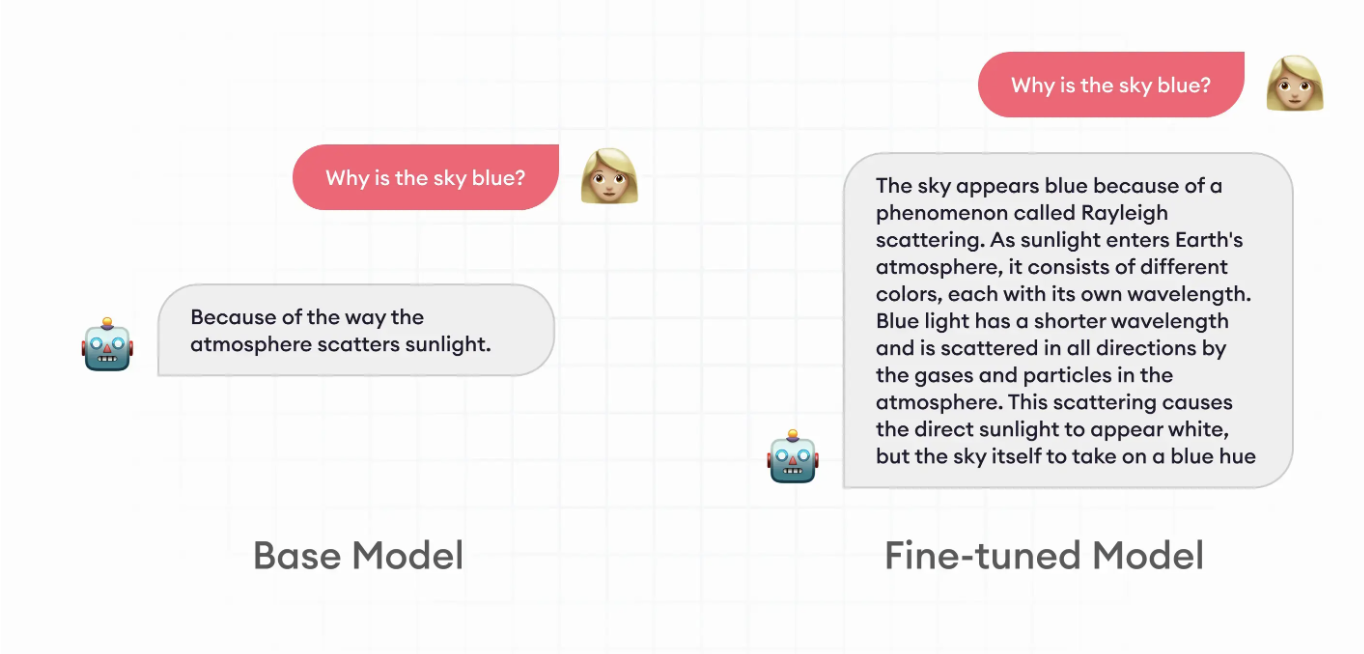 Why is the sky blue?
Because of the way the
atmosphere scatters sunlight.
Base Model
Why is the sky blue?
The sky appears blue because of a
phenomenon called Rayleigh
scattering. As sunlight enters Earth's
atmosphere, it consists of different
colors, each with its own wavelength.
Blue light has a shorter wavelength
and is scattered in all directions by
the gases and particles in the
atmosphere. This scattering causes
the direct sunlight to appear white,
but the sky itself to take on a blue hue
Fine-tuned Model